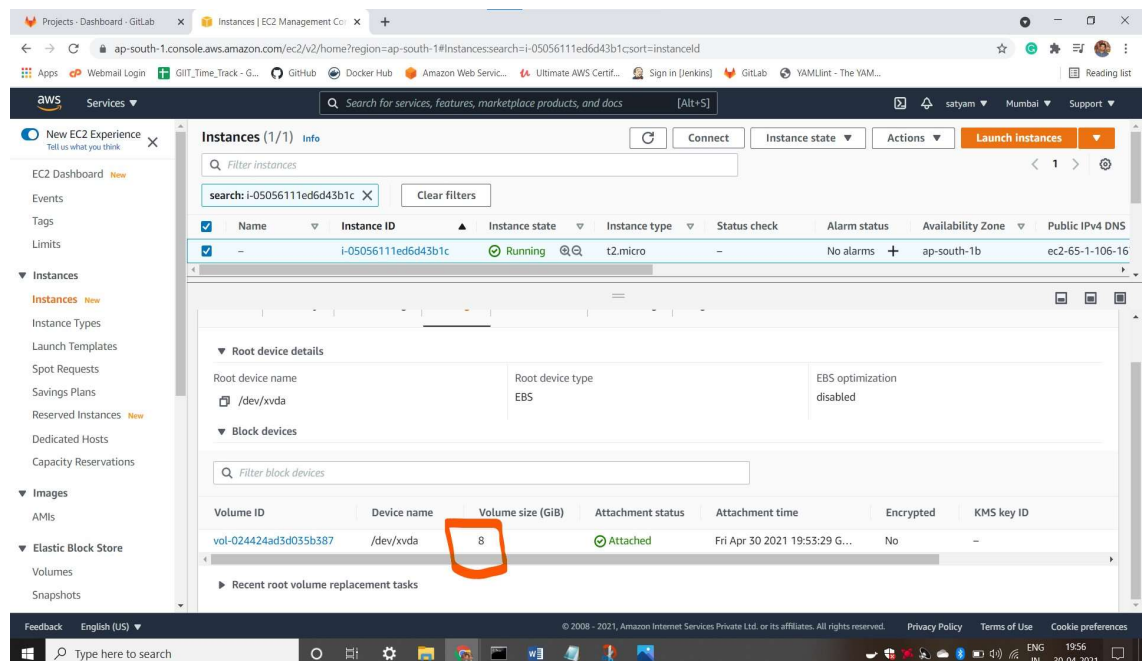 Projects · Dashboard · GitLab
Instances | EC2 Management Con
ap-south-1.console.aws.amazon.com/ec2/v2/home?region=ap-south-1#Instances:search=i-05056111ed6d43b1c;sort=instanceId
Apps
Webmail Login
GIIT_Time_Track - G...
GitHub
Docker Hub
Amazon Web Servic...
Ultimate AWS Certif...
Sign in [Jenkins]
GitLab
YAMLlint - The YAM...
Reading list
aws
Services ▼
Search for services, features, marketplace products, and docs
[Alt+S]
satyam ▼
Mumbai ▼
Support ▼
New EC2 Experience
Tell us what you think
EC2 Dashboard New
Events
Tags
Limits
▼ Instances
Instances New
Instance Types
Launch Templates
Spot Requests
Savings Plans
Reserved Instances New
Dedicated Hosts
Capacity Reservations
▼ Images
AMIs
▼ Elastic Block Store
Volumes
Snapshots
Instances (1/1) Info
Connect
Instance state ▼
Actions ▼
Launch instances ▼
Filter instances
< 1 >
search: i-05056111ed6d43b1c X
Clear filters
Name Instance ID Instance state Instance type Status check Alarm status Availability Zone Public IPv4 DNS
– i-05056111ed6d43b1c Running t2.micro – No alarms + ap-south-1b ec2-65-1-106-16
▼ Root device details
Root device name Root device type EBS optimization
/dev/xvda EBS disabled
▼ Block devices
Filter block devices
Volume ID Device name Volume size (GiB) Attachment status Attachment time Encrypted KMS key ID
vol-024424ad3d035b387 /dev/xvda 8 Attached Fri Apr 30 2021 19:53:29 G... No –
▶ Recent root volume replacement tasks
Feedback English (US) ▼ © 2008 - 2021, Amazon Internet Services Private Ltd. or its affiliates. All rights reserved. Privacy Policy Terms of Use Cookie preferences
Type here to search
ENG
IN
19:56
30-04-2021